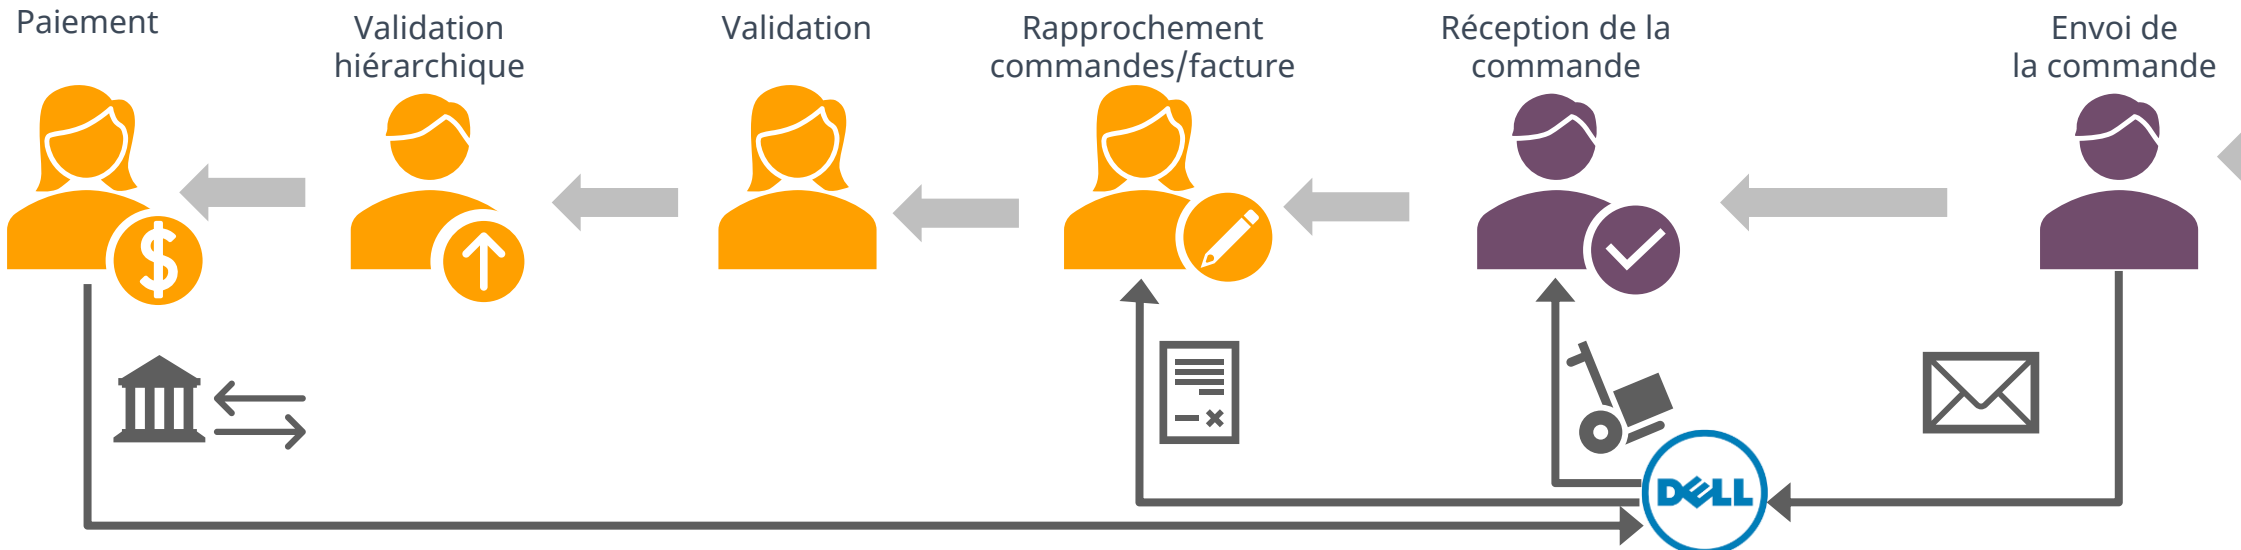 Paiement
Validation
hiérarchique
Validation
Rapprochement
commandes/facture
Réception de la
commande
Envoi de
la commande
$
DELL